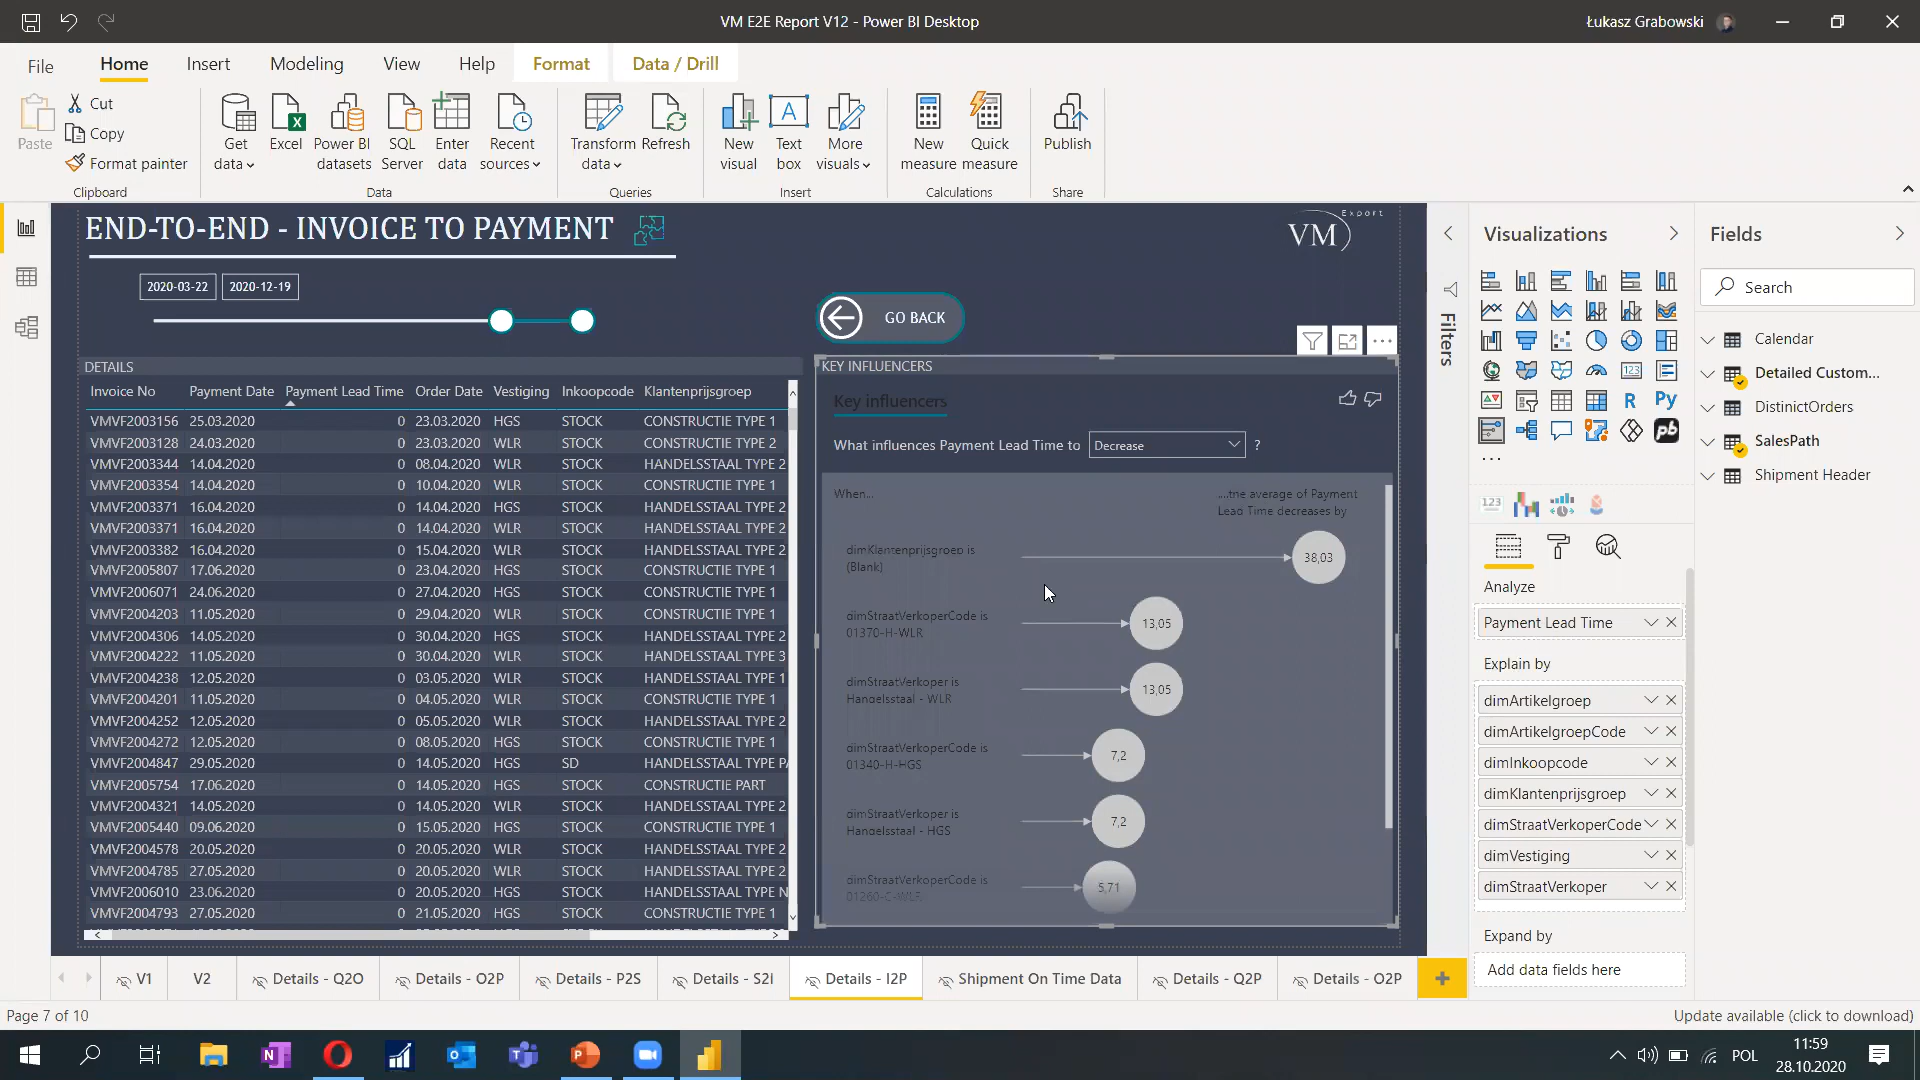 VM E2E Report V12 - Power BI Desktop
Łukasz Grabowski
File Home Insert Modeling View Help Format Data / Drill
Paste
Cut
Copy
Format painter
Clipboard
Get data
Excel
Power BI datasets
SQL Server
Enter data
Recent sources
Data
Transform data
Refresh
Queries
New visual
Text box
More visuals
Insert
New measure
Quick measure
Calculations
Publish
Share
END-TO-END - INVOICE TO PAYMENT
Export
VM
2020-03-22 2020-12-19
GO BACK
DETAILS
Invoice No Payment Date Payment Lead Time Order Date Vestiging Inkoopcode Klantenprijsgroep
VMVF2003156 25.03.2020 0 23.03.2020 HGS STOCK CONSTRUCTIE TYPE 1
VMVF2003128 24.03.2020 0 23.03.2020 WLR STOCK CONSTRUCTIE TYPE 2
VMVF2003344 14.04.2020 0 08.04.2020 WLR STOCK HANDELSSTAAL TYPE 2
VMVF2003354 14.04.2020 0 10.04.2020 WLR STOCK CONSTRUCTIE TYPE 1
VMVF2003371 16.04.2020 0 14.04.2020 HGS STOCK HANDELSSTAAL TYPE 2
VMVF2003371 16.04.2020 0 14.04.2020 WLR STOCK HANDELSSTAAL TYPE 2
VMVF2003382 16.04.2020 0 15.04.2020 WLR STOCK HANDELSSTAAL TYPE 2
VMVF2005807 17.06.2020 0 23.04.2020 HGS STOCK CONSTRUCTIE TYPE 1
VMVF2006071 24.06.2020 0 27.04.2020 HGS STOCK CONSTRUCTIE TYPE 1
VMVF2004203 11.05.2020 0 29.04.2020 WLR STOCK CONSTRUCTIE TYPE 1
VMVF2004306 14.05.2020 0 30.04.2020 WLR STOCK HANDELSSTAAL TYPE 2
VMVF2004222 11.05.2020 0 30.04.2020 WLR STOCK HANDELSSTAAL TYPE 3
VMVF2004238 12.05.2020 0 03.05.2020 WLR STOCK HANDELSSTAAL TYPE 1
VMVF2004201 11.05.2020 0 04.05.2020 WLR STOCK CONSTRUCTIE TYPE 1
VMVF2004252 12.05.2020 0 05.05.2020 WLR STOCK HANDELSSTAAL TYPE 2
VMVF2004272 12.05.2020 0 08.05.2020 WLR STOCK CONSTRUCTIE TYPE 1
VMVF2004847 29.05.2020 0 14.05.2020 HGS SD HANDELSSTAAL TYPE P
VMVF2005754 17.06.2020 0 14.05.2020 HGS STOCK CONSTRUCTIE PART
VMVF2004321 14.05.2020 0 14.05.2020 WLR STOCK HANDELSSTAAL TYPE 2
VMVF2005440 09.06.2020 0 15.05.2020 HGS STOCK CONSTRUCTIE TYPE 1
VMVF2004578 20.05.2020 0 20.05.2020 WLR STOCK HANDELSSTAAL TYPE 2
VMVF2004785 27.05.2020 0 20.05.2020 WLR STOCK HANDELSSTAAL TYPE 2
VMVF2006010 23.06.2020 0 20.05.2020 HGS STOCK HANDELSSTAAL TYPE N
VMVF2004793 27.05.2020 0 21.05.2020 HGS STOCK CONSTRUCTIE TYPE 1
KEY INFLUENCERS
Key influencers
What influences Payment Lead Time to Decrease ?
When...
....the average of Payment
Lead Time decreases by
dimKlantenprijsgroep is
(Blank)
38,03
dimStraatVerkoperCode is
01370-H-WLR
13,05
dimStraatVerkoper is
Handelsstaal - WLR
13,05
dimStraatVerkoperCode is
01340-H-HGS
7,2
dimStraatVerkoper is
Handelsstaal - HGS
7,2
dimStraatVerkoperCode is
01260-C-WLR
5,71
Filters
Visualizations
R Py
pb
123
...
123
Analyze
Payment Lead Time
Explain by
dimArtikelgroep
dimArtikelgroepCode
dimInkoopcode
dimKlantenprijsgroep
dimStraatVerkoperCode
dimVestiging
dimStraatVerkoper
Expand by
Add data fields here
Fields
Search
Calendar
Detailed Custom...
DistinictOrders
SalesPath
Shipment Header
V1 V2 Details - Q2O Details - O2P Details - P2S Details - S2I Details - I2P Shipment On Time Data Details - Q2P Details - O2P +
Page 7 of 10
Update available (click to download)
POL
11:59
28.10.2020